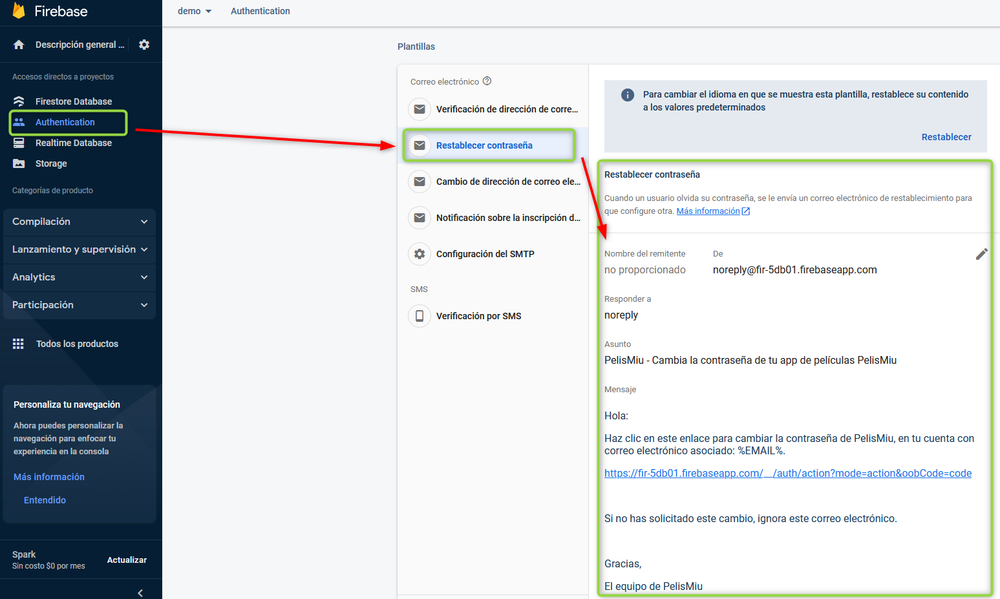 Firebase
demo
Authentication
Descripción general ...
Accesos directos a proyectos
Firestore Database
Authentication
Realtime Database
Storage
Categorías de producto
Compilación
Lanzamiento y supervisión
Analytics
Participación
Todos los productos
Personaliza tu navegación
Ahora puedes personalizar la
navegación para enfocar tu
experiencia en la consola
Más información
Entendido
Spark
Sin costo $0 por mes
Actualizar
Plantillas
Correo electrónico
Verificación de dirección de corre...
Restablecer contraseña
Cambio de dirección de correo ele...
Notificación sobre la inscripción d...
Configuración del SMTP
SMS
Verificación por SMS
Para cambiar el idioma en que se muestra esta plantilla, restablece su contenido
a los valores predeterminados
Restablecer
Restablecer contraseña
Cuando un usuario olvida su contraseña, se le envía un correo electrónico de restablecimiento para
que configure otra. Más información
Nombre del remitente
no proporcionado
De
noreply@fir-5db01.firebaseapp.com
Responder a
noreply
Asunto
PelisMiu - Cambia la contraseña de tu app de películas PelisMiu
Mensaje
Hola:
Haz clic en este enlace para cambiar la contraseña de PelisMiu, en tu cuenta con
correo electrónico asociado: %EMAIL%.
https://fir-5db01.firebaseapp.com/__/auth/action?mode=action&oobCode=code
Si no has solicitado este cambio, ignora este correo electrónico.
Gracias,
El equipo de PelisMiu